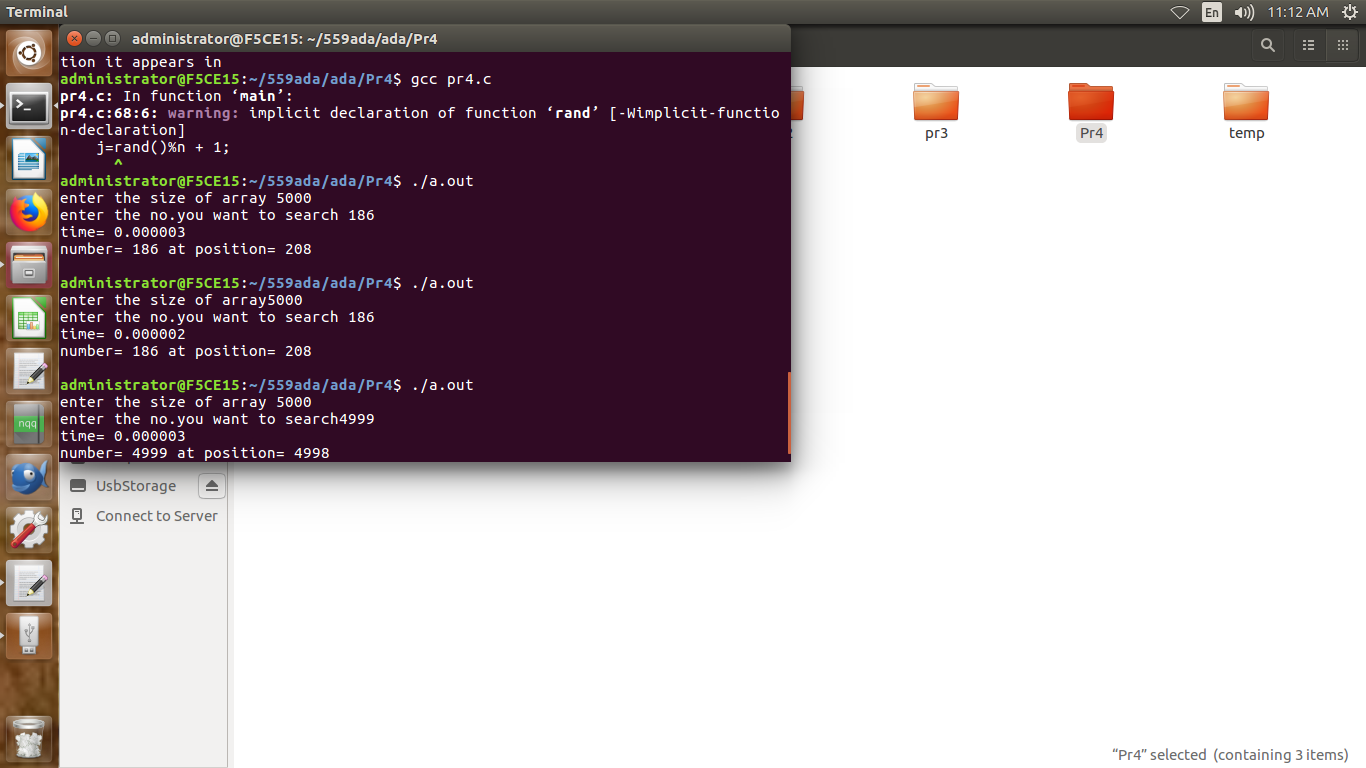 Terminal
En
11:12 AM
administrator@F5CE15: ~/559ada/ada/Pr4
tion it appears in
administrator@F5CE15:~/559ada/ada/Pr4$ gcc pr4.c
pr4.c: In function ‘main’:
pr4.c:68:6: warning: implicit declaration of function ‘rand’ [-Wimplicit-functio
n-declaration]
j=rand()%n + 1;
^
administrator@F5CE15:~/559ada/ada/Pr4$ ./a.out
enter the size of array 5000
enter the no.you want to search 186
time= 0.000003
number= 186 at position= 208
administrator@F5CE15:~/559ada/ada/Pr4$ ./a.out
enter the size of array5000
enter the no.you want to search 186
time= 0.000002
number= 186 at position= 208
administrator@F5CE15:~/559ada/ada/Pr4$ ./a.out
enter the size of array 5000
enter the no.you want to search4999
time= 0.000003
number= 4999 at position= 4998
pr3
Pr4
temp
nqq
UsbStorage
Connect to Server
“Pr4” selected (containing 3 items)